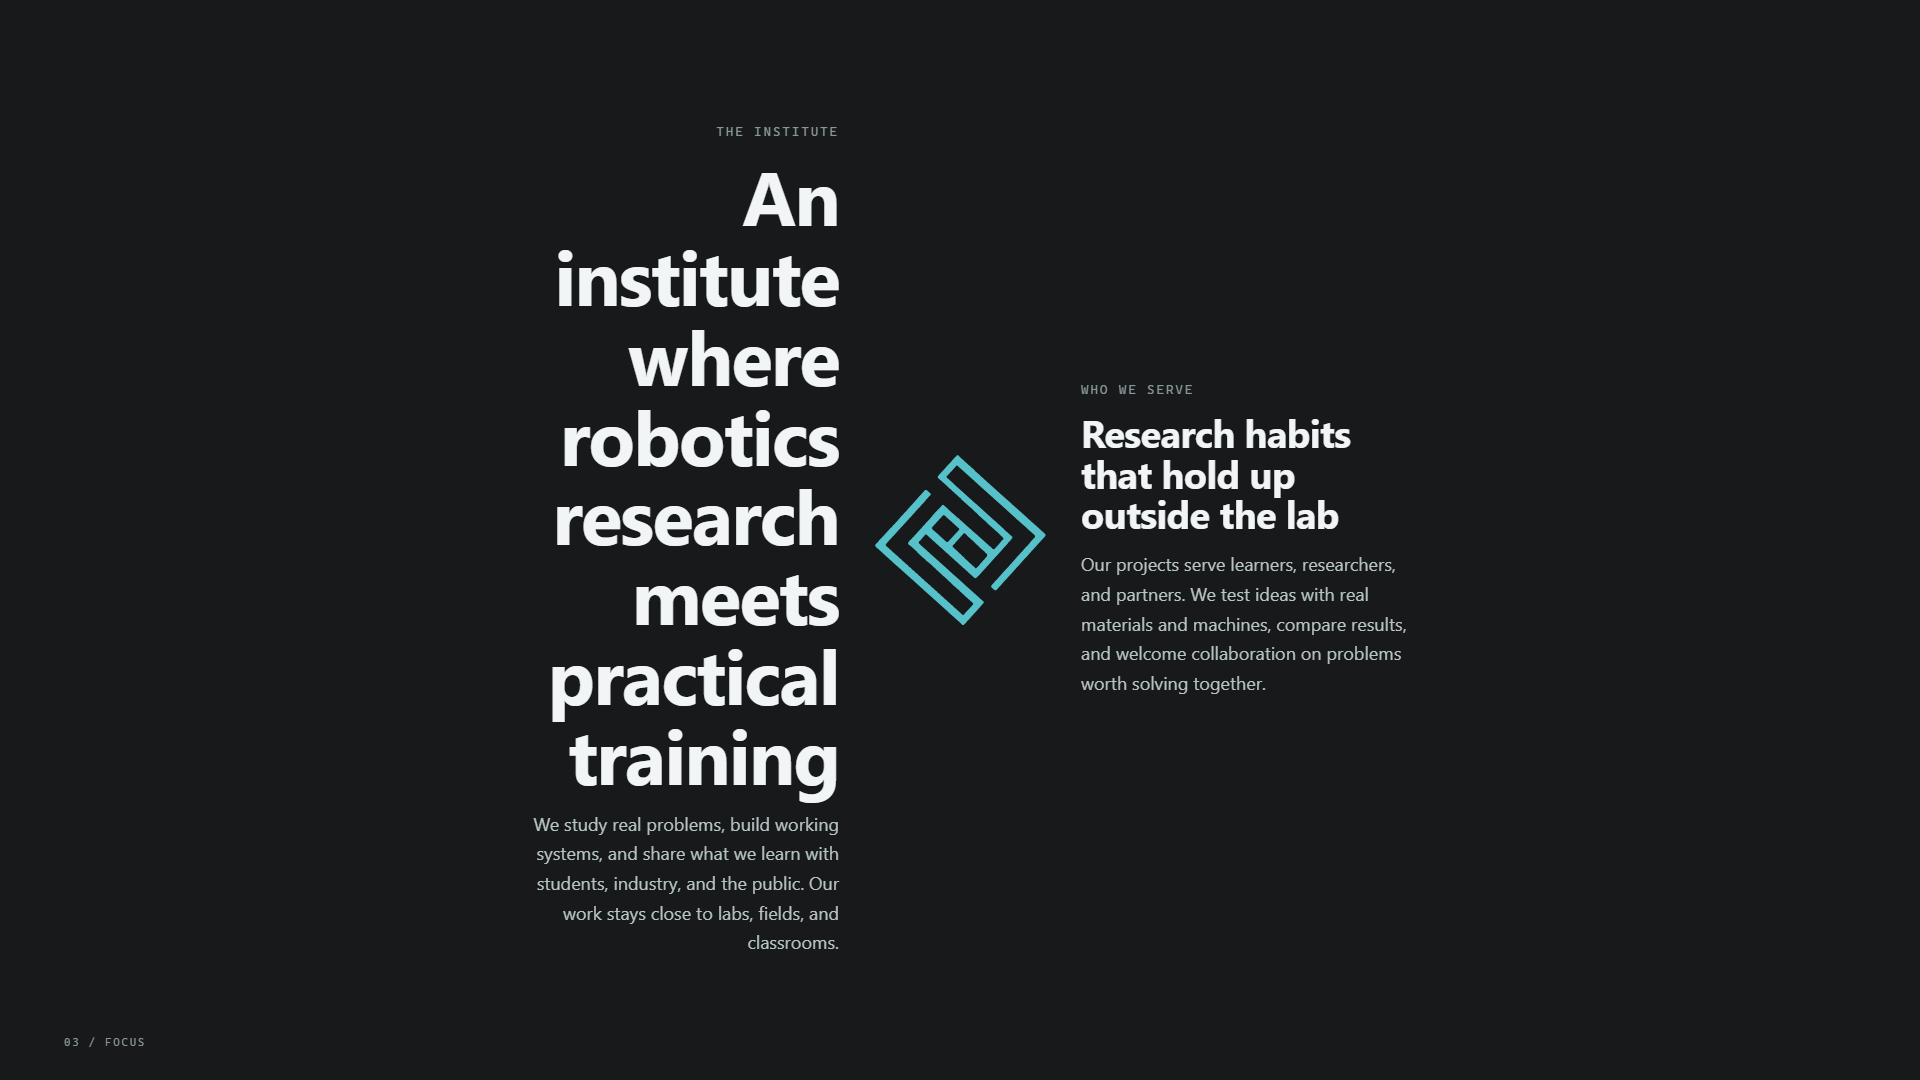 THE INSTITUTE
An
institute
where
robotics
research
meets
practical
training
We study real problems, build working
systems, and share what we learn with
students, industry, and the public. Our
work stays close to labs, fields, and
classrooms.
WHO WE SERVE
Research habits
that hold up
outside the lab
Our projects serve learners, researchers,
and partners. We test ideas with real
materials and machines, compare results,
and welcome collaboration on problems
worth solving together.
03 / FOCUS